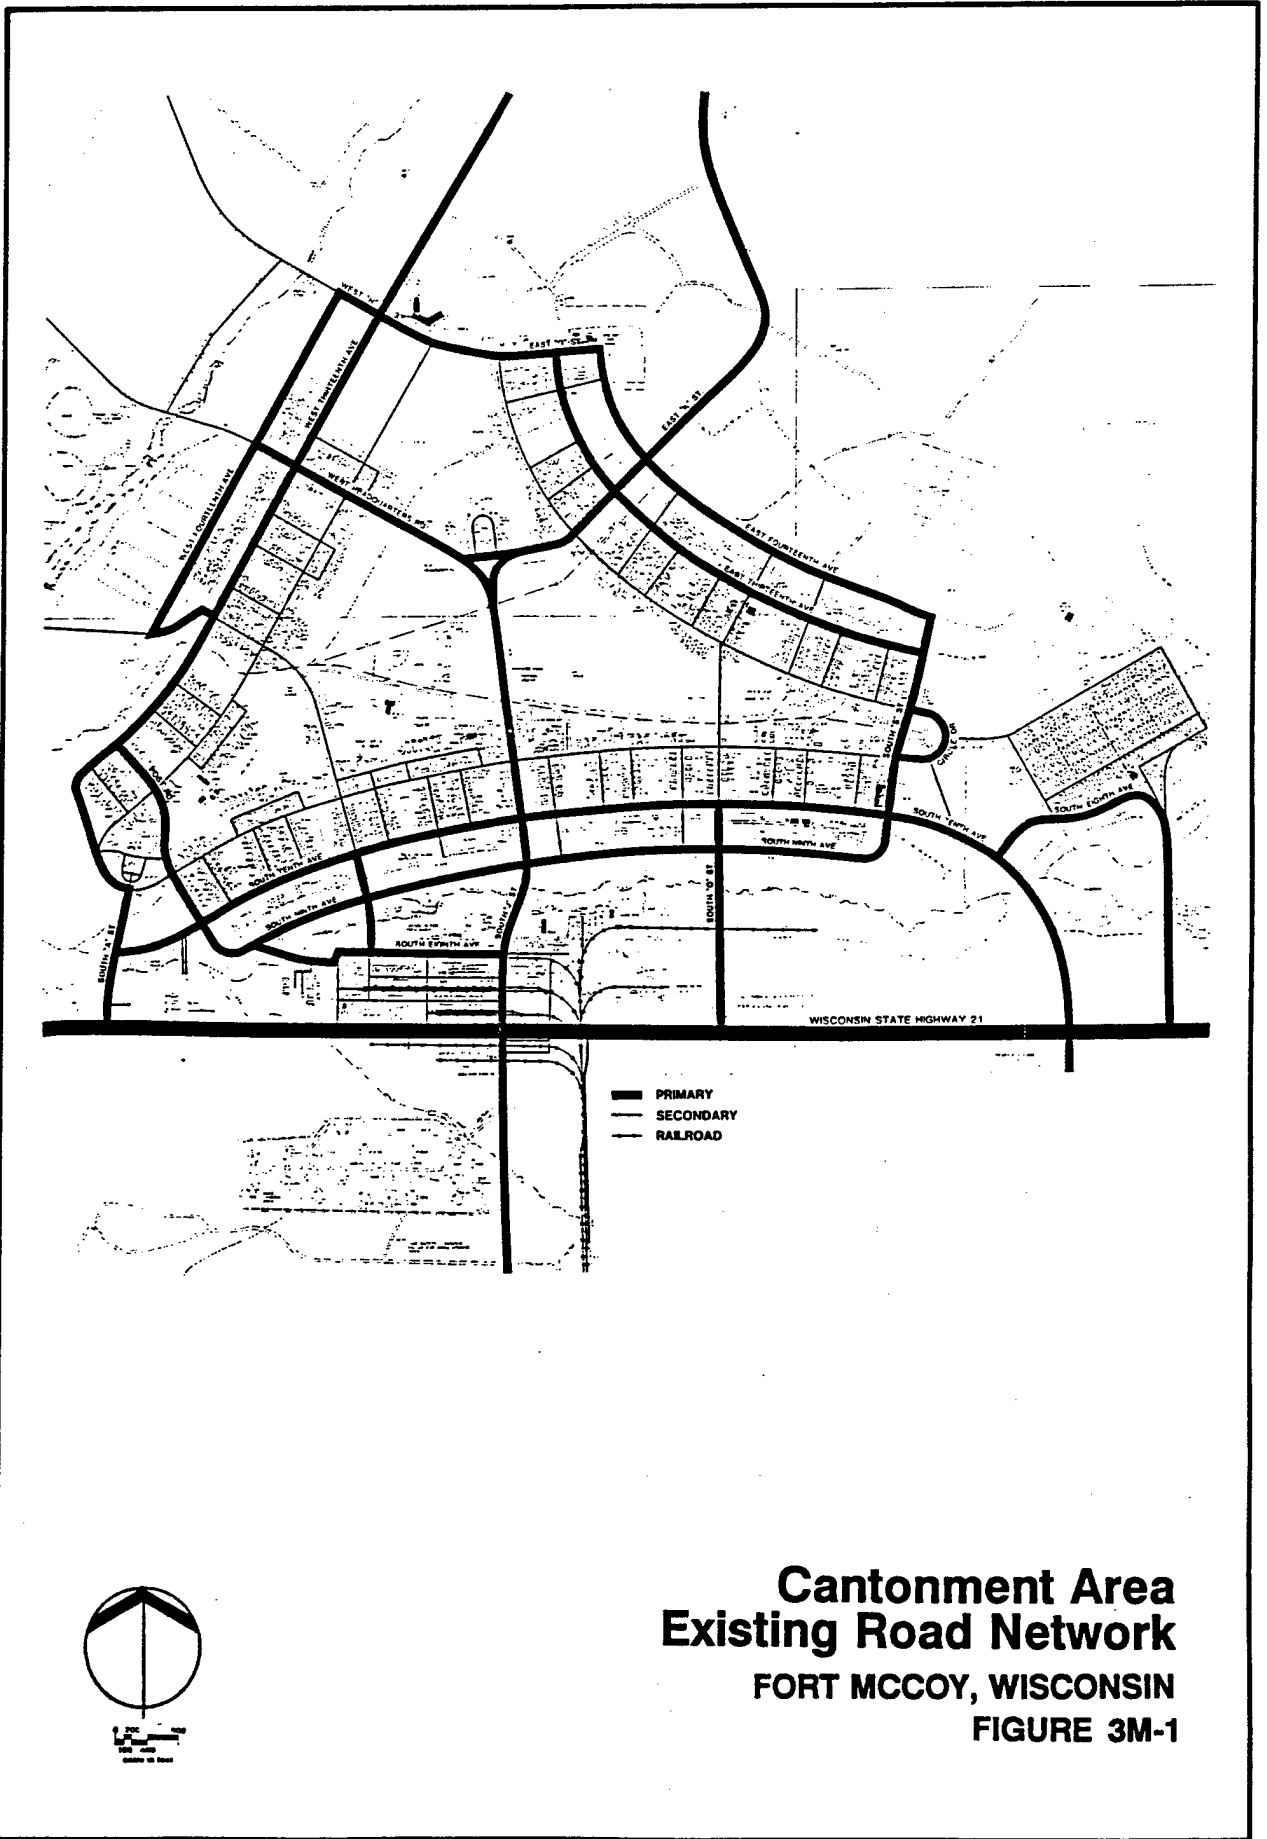 WEST "H"
EAST
WEST THIRTEENTH AVE
EAST "A" ST.
WEST FOURTEENTH AVE
WEST HEADQUARTERS RD
EAST FOURTEENTH AVE
EAST THIRTEENTH AVE
SOUTH
CIRCLE DR
SOUTH EIGHTH AVE
SOUTH TENTH AVE
SOUTH NINTH AVE
SOUTH TENTH AVE
SOUTH NINTH AVE
SOUTH "O" ST
SOUTH "J" ST
SOUTH EIGHTH AVE
SOUTH "A" ST
WISCONSIN STATE HIGHWAY 21
PRIMARY
SECONDARY
RAILROAD
Cantonment Area
Existing Road Network
FORT MCCOY, WISCONSIN
FIGURE 3M-1